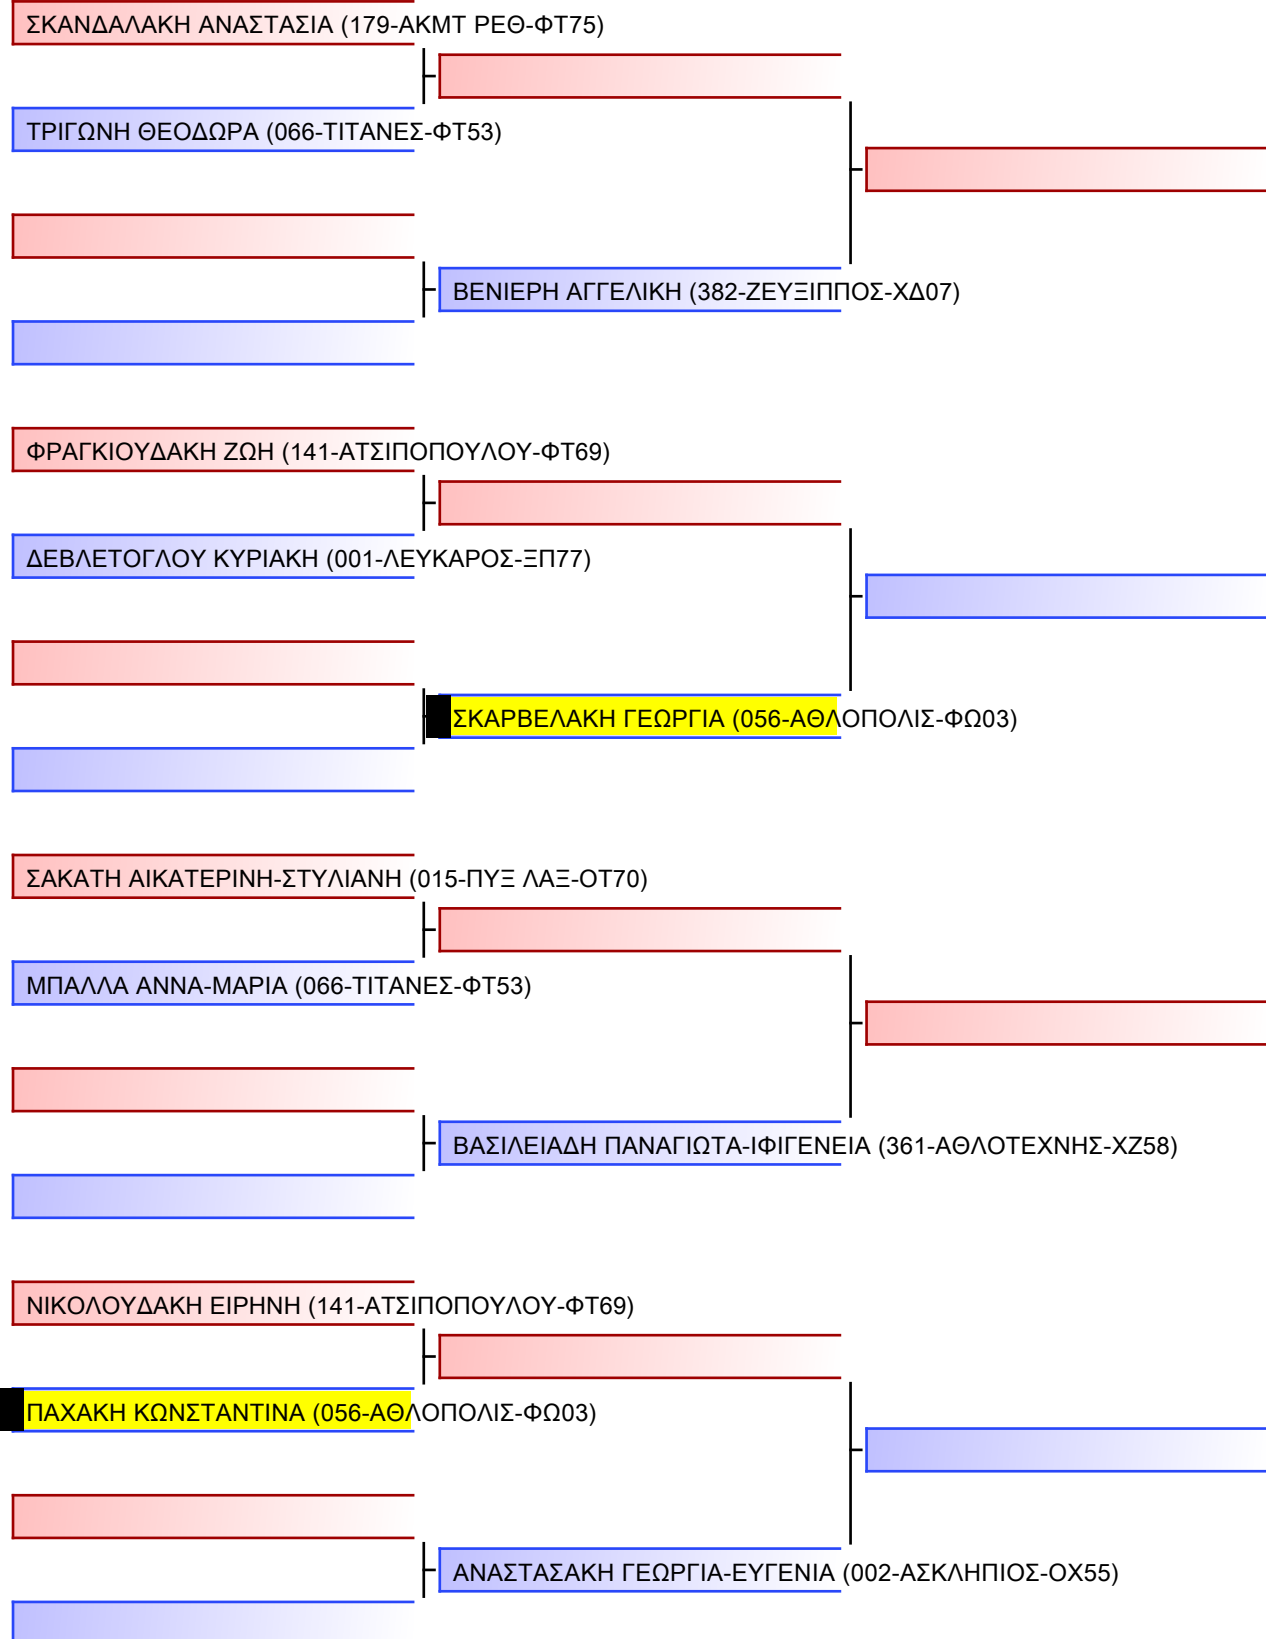 ΣΚΑΝΔΑΛΑΚΗ ΑΝΑΣΤΑΣΙΑ (179-ΑΚΜΤ ΡΕΘ-ΦΤ75)
ΤΡΙΓΩΝΗ ΘΕΟΔΩΡΑ (066-ΤΙΤΑΝΕΣ-ΦΤ53)
ΒΕΝΙΕΡΗ ΑΓΓΕΛΙΚΗ (382-ΖΕΥΞΙΠΠΟΣ-ΧΔ07)
ΦΡΑΓΚΙΟΥΔΑΚΗ ΖΩΗ (141-ΑΤΣΙΠΟΠΟΥΛΟΥ-ΦΤ69)
ΔΕΒΛΕΤΟΓΛΟΥ ΚΥΡΙΑΚΗ (001-ΛΕΥΚΑΡΟΣ-ΞΠ77)
ΣΚΑΡΒΕΛΑΚΗ ΓΕΩΡΓΙΑ (056-ΑΘΛΟΠΟΛΙΣ-ΦΩ03)
ΣΑΚΑΤΗ ΑΙΚΑΤΕΡΙΝΗ-ΣΤΥΛΙΑΝΗ (015-ΠΥΞ ΛΑΞ-ΟΤ70)
ΜΠΑΛΛΑ ΑΝΝΑ-ΜΑΡΙΑ (066-ΤΙΤΑΝΕΣ-ΦΤ53)
ΒΑΣΙΛΕΙΑΔΗ ΠΑΝΑΓΙΩΤΑ-ΙΦΙΓΕΝΕΙΑ (361-ΑΘΛΟΤΕΧΝΗΣ-ΧΖ58)
ΝΙΚΟΛΟΥΔΑΚΗ ΕΙΡΗΝΗ (141-ΑΤΣΙΠΟΠΟΥΛΟΥ-ΦΤ69)
ΠΑΧΑΚΗ ΚΩΝΣΤΑΝΤΙΝΑ (056-ΑΘΛΟΠΟΛΙΣ-ΦΩ03)
ΑΝΑΣΤΑΣΑΚΗ ΓΕΩΡΓΙΑ-ΕΥΓΕΝΙΑ (002-ΑΣΚΛΗΠΙΟΣ-ΟΧ55)